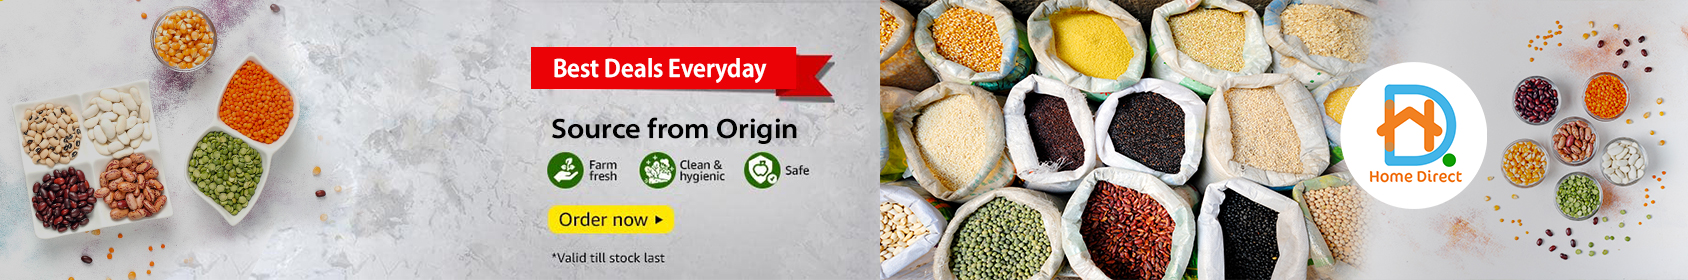 Best Deals Everyday
Source from Origin
Farm
fresh
Clean &
hygienic
Safe
Order now
*Valid till stock last
Home Direct